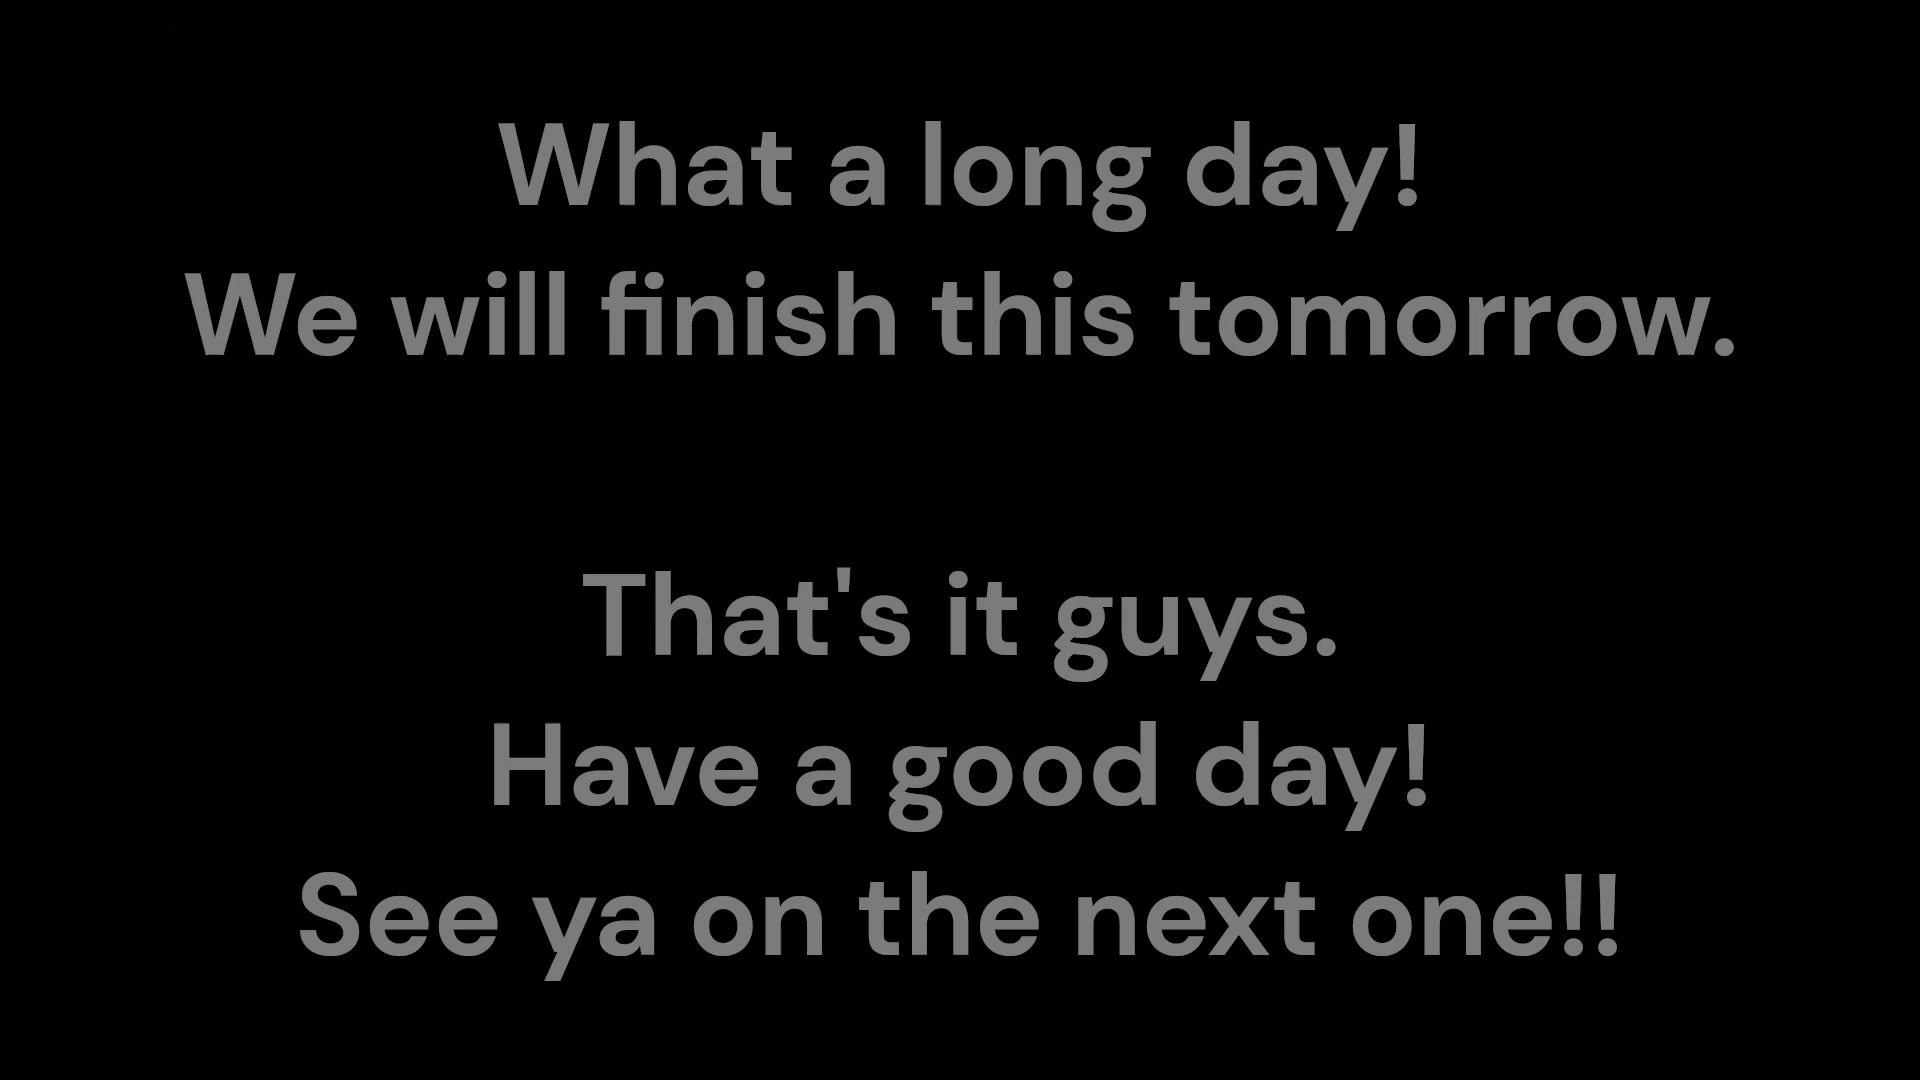 What a long day!
We will finish this tomorrow.
That's it guys.
Have a good day!
See ya on the next one!!